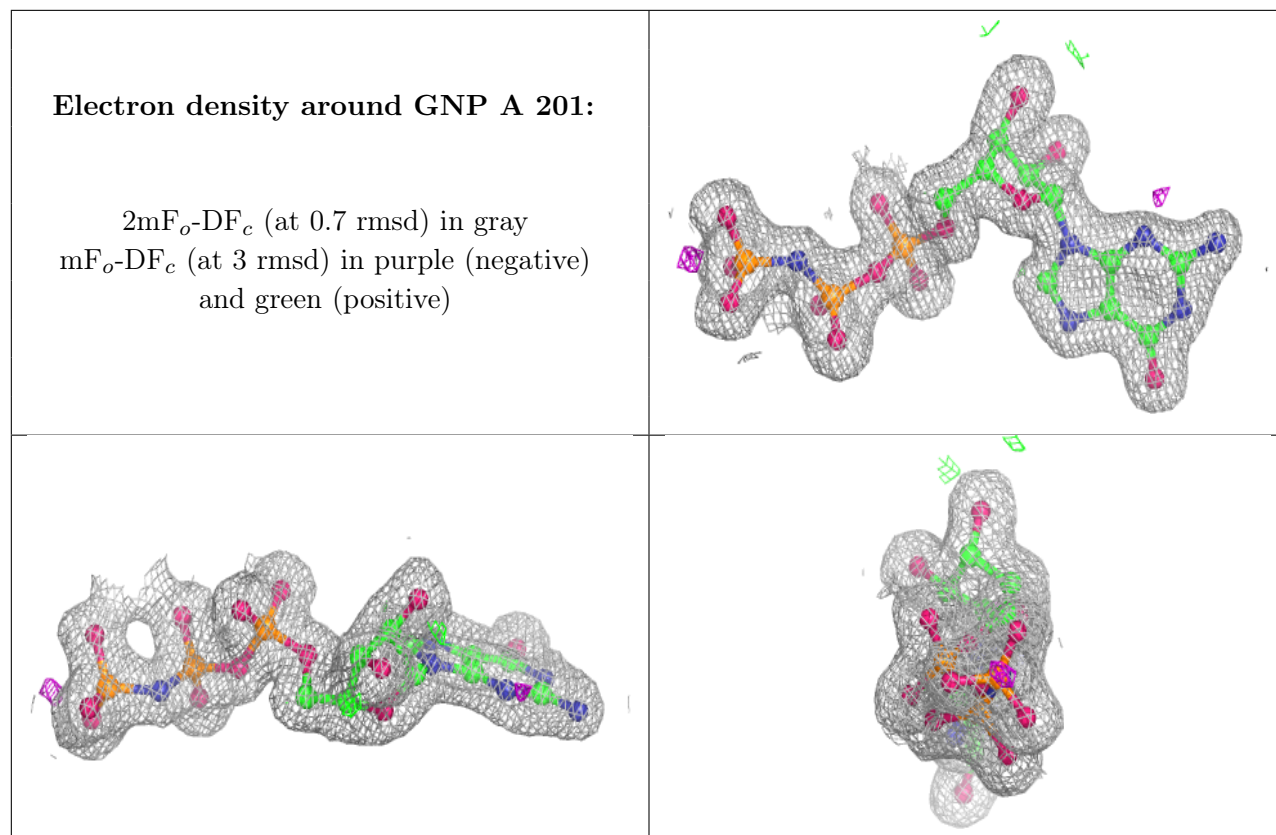 Electron density around GNP A 201:
2mFo-DFc (at 0.7 rmsd) in gray
mFo-DFc (at 3 rmsd) in purple (negative)
and green (positive)